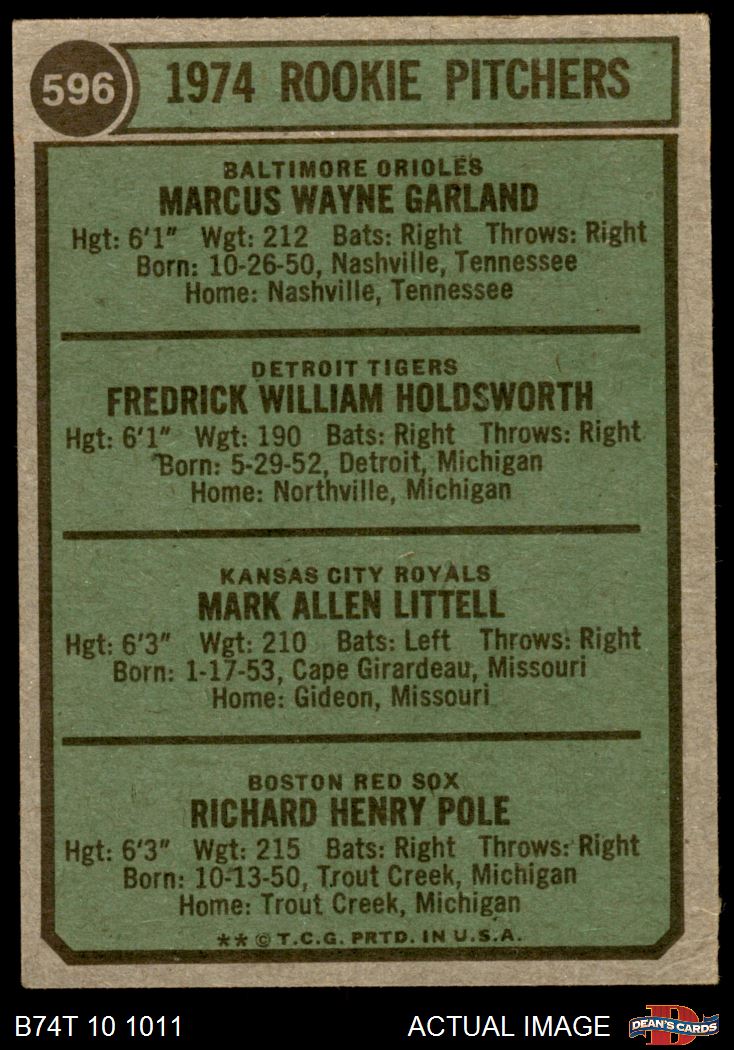 596
1974 ROOKIE PITCHERS
BALTIMORE ORIOLES
MARCUS WAYNE GARLAND
Hgt: 6'1" Wgt: 212 Bats: Right Throws: Right
Born: 10-26-50, Nashville, Tennessee
Home: Nashville, Tennessee
DETROIT TIGERS
FREDRICK WILLIAM HOLDSWORTH
Hgt: 6'1" Wgt: 190 Bats: Right Throws: Right
Born: 5-29-52, Detroit, Michigan
Home: Northville, Michigan
KANSAS CITY ROYALS
MARK ALLEN LITTELL
Hgt: 6'3" Wgt: 210 Bats: Left Throws: Right
Born: 1-17-53, Cape Girardeau, Missouri
Home: Gideon, Missouri
BOSTON RED SOX
RICHARD HENRY POLE
Hgt: 6'3" Wgt: 215 Bats: Right Throws: Right
Born: 10-13-50, Trout Creek, Michigan
Home: Trout Creek, Michigan
** © T.C.G. PRTD. IN U.S.A.
B74T 10 1011 ACTUAL IMAGE D DEAN'S CARDS